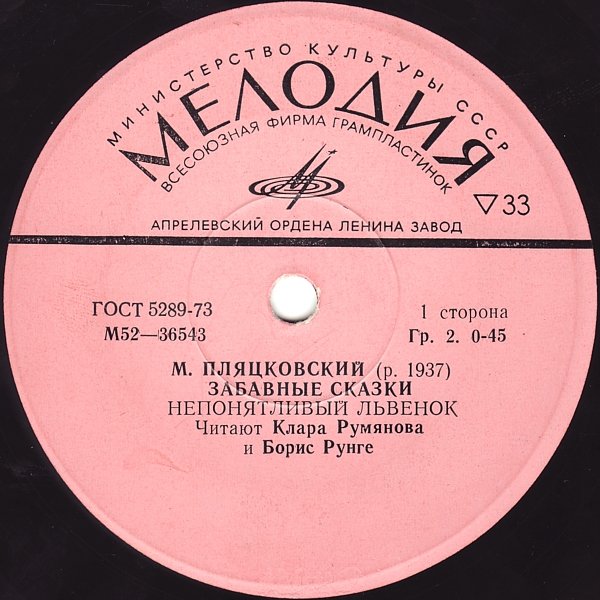 МИНИСТЕРСТВО КУЛЬТУРЫ СССР
МЕЛОДИЯ
ВСЕСОЮЗНАЯ ФИРМА ГРАМПЛАСТИНОК
▽33
АПРЕЛЕВСКИЙ ОРДЕНА ЛЕНИНА ЗАВОД
ГОСТ 5289-73
1 сторона
М52—36543
Гр. 2. 0-45
М. ПЛЯЦКОВСКИЙ (р. 1937)
ЗАБАВНЫЕ СКАЗКИ
НЕПОНЯТЛИВЫЙ ЛЬВЕНОК
Читают Клара Румянова
и Борис Рунге